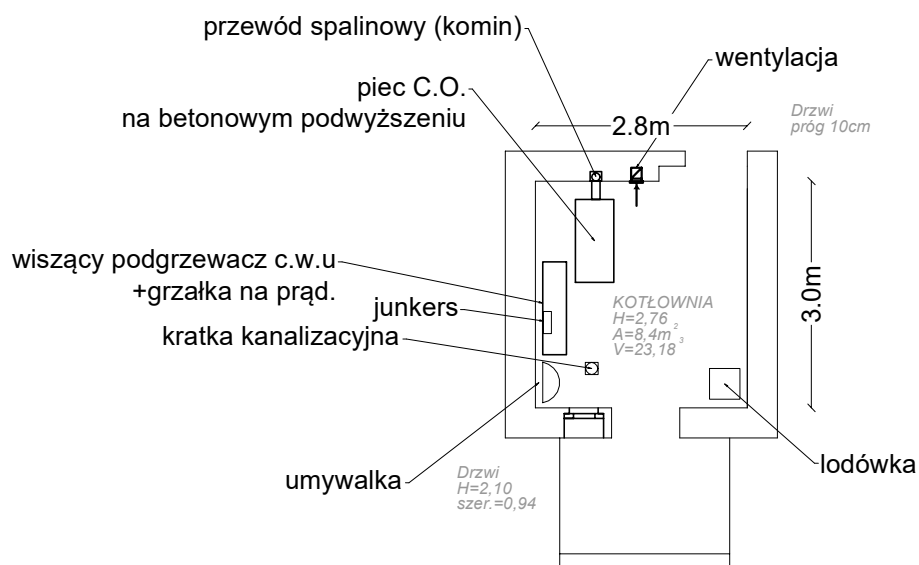 przewód spalinowy (komin)
wentylacja
piec C.O.
na betonowym podwyższeniu
2.8m
Drzwi
próg 10cm
wiszący podgrzewacz c.w.u
+grzałka na prąd.
junkers
kratka kanalizacyjna
KOTŁOWNIA
H=2,76
A=8,4m²
V=23,18 ³
3.0m
umywalka
Drzwi
H=2,10
szer.=0,94
lodówka